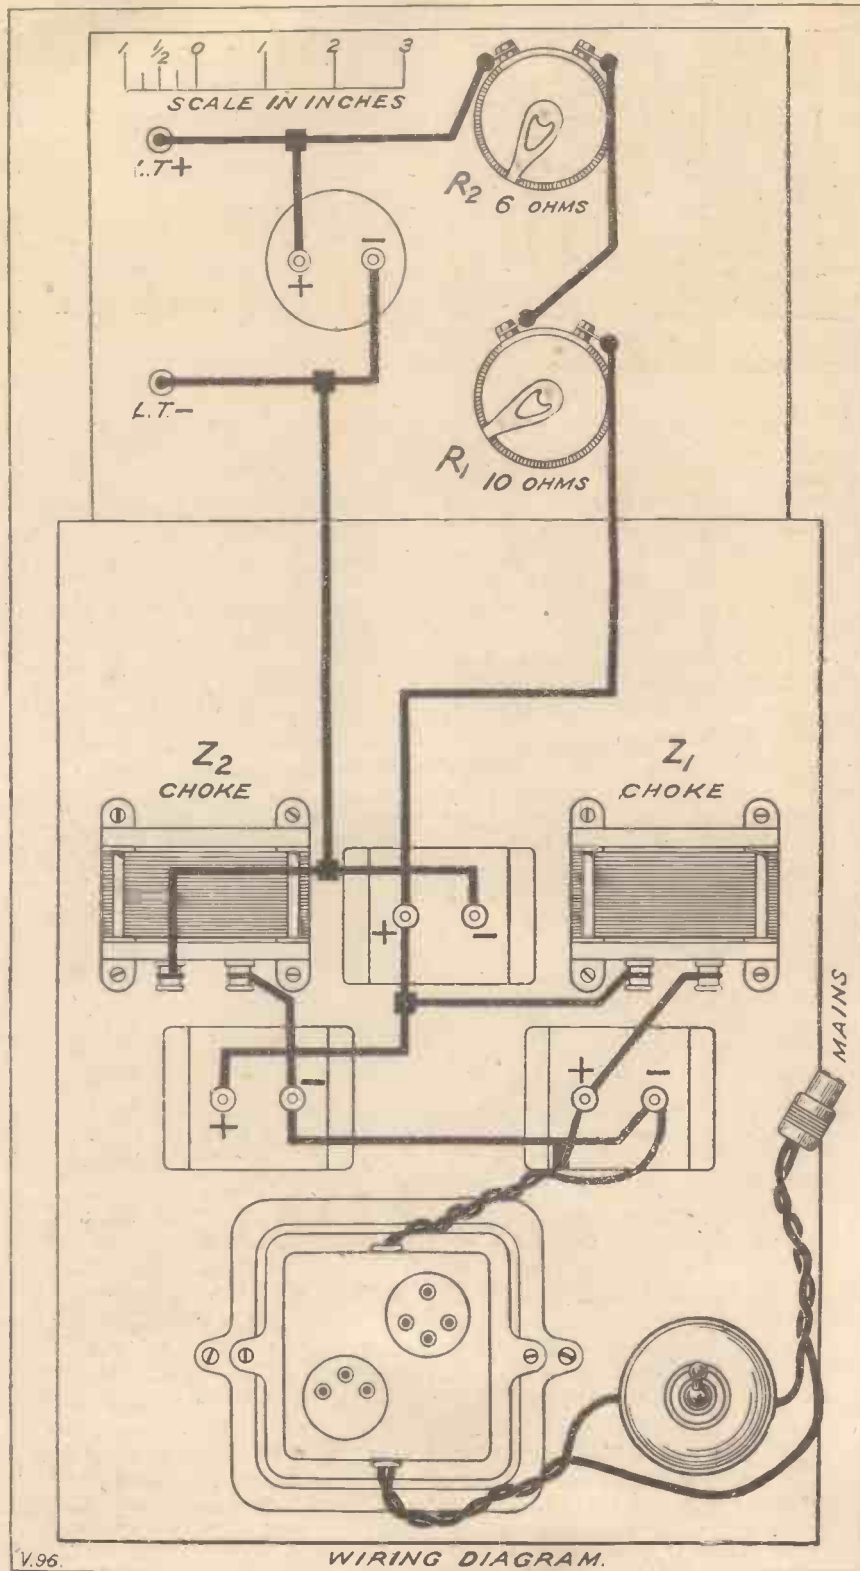 1 ½ 0 1 2 3
SCALE IN INCHES
L.T+
R2 6 OHMS
+ −
L.T−
R1 10 OHMS
Z2
CHOKE
Z1
CHOKE
+ −
MAINS
+ −
+ −
V.96.
WIRING DIAGRAM.